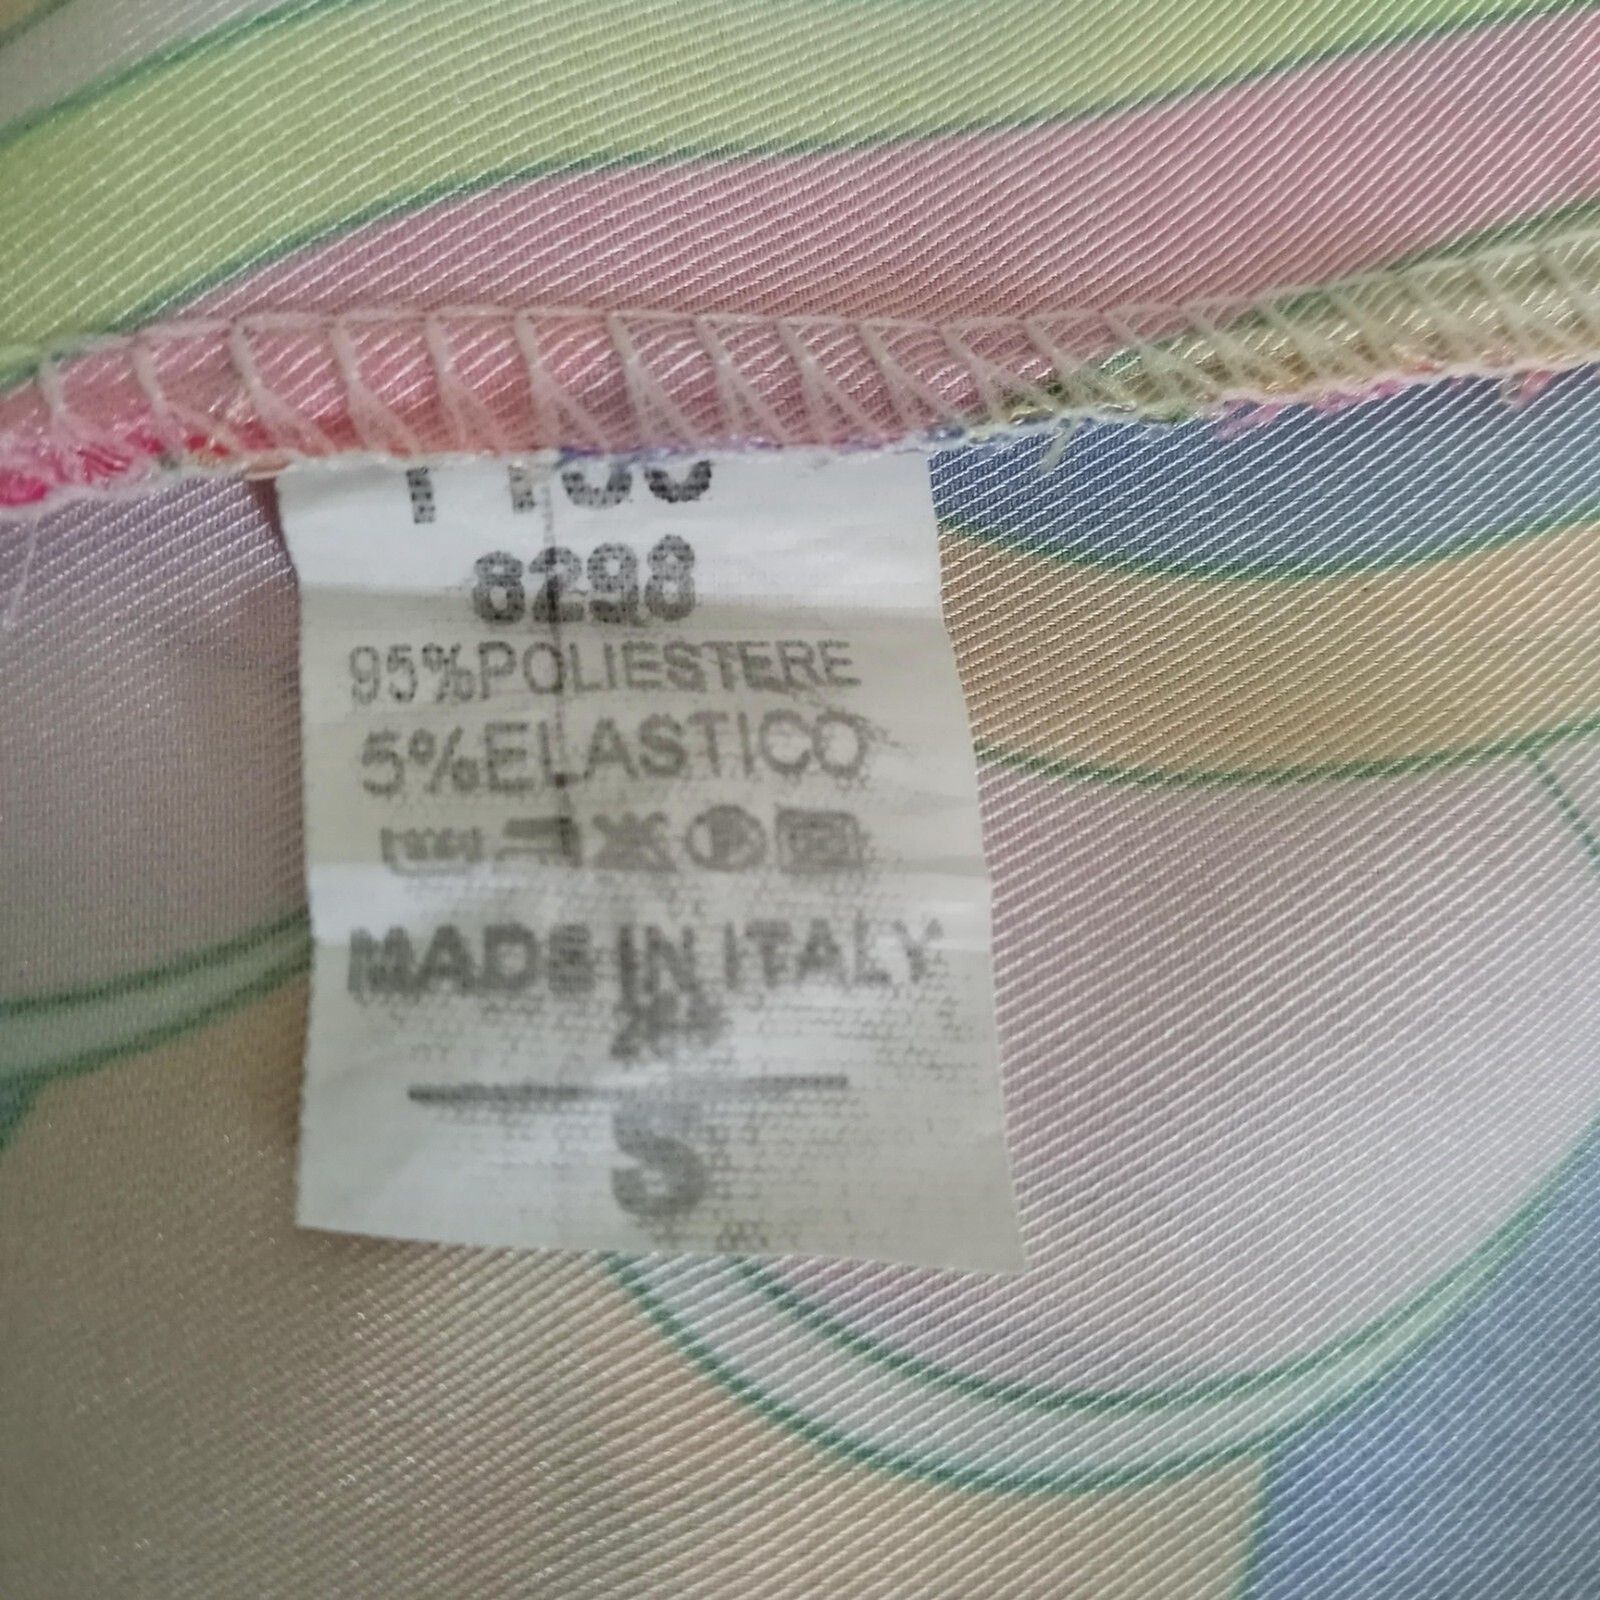 8298
95%POLIESTERE
5%ELASTICO
MADE IN ITALY
S